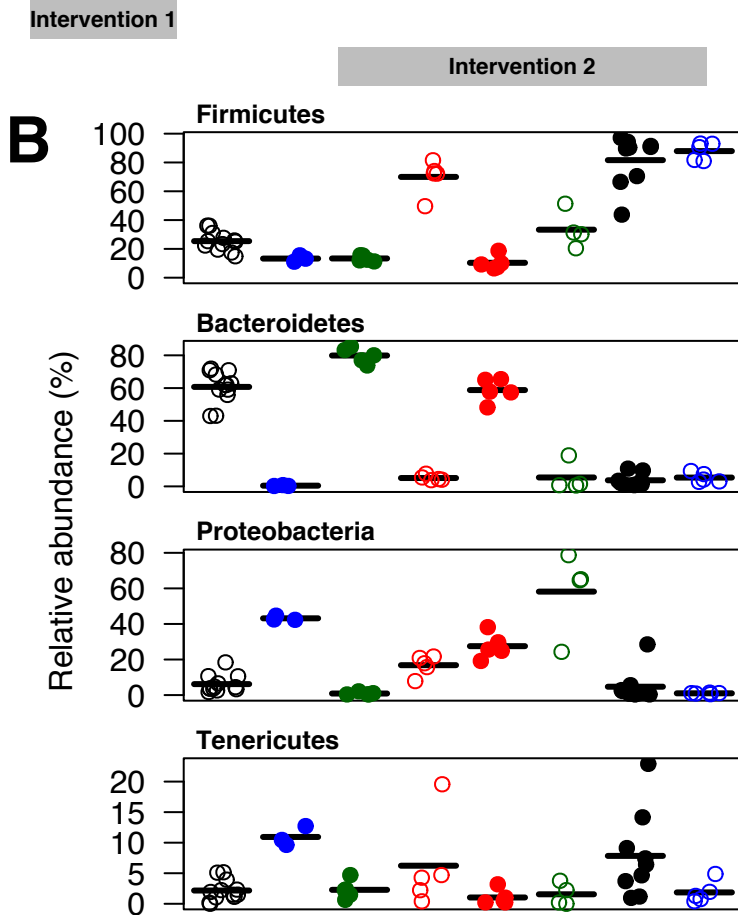 Intervention 1
Intervention 2
B
Firmicutes
100
80
60
40
20
0
Bacteroidetes
80
60
40
20
0
Relative abundance (%)
Proteobacteria
80
60
40
20
0
Tenericutes
20
15
10
5
0